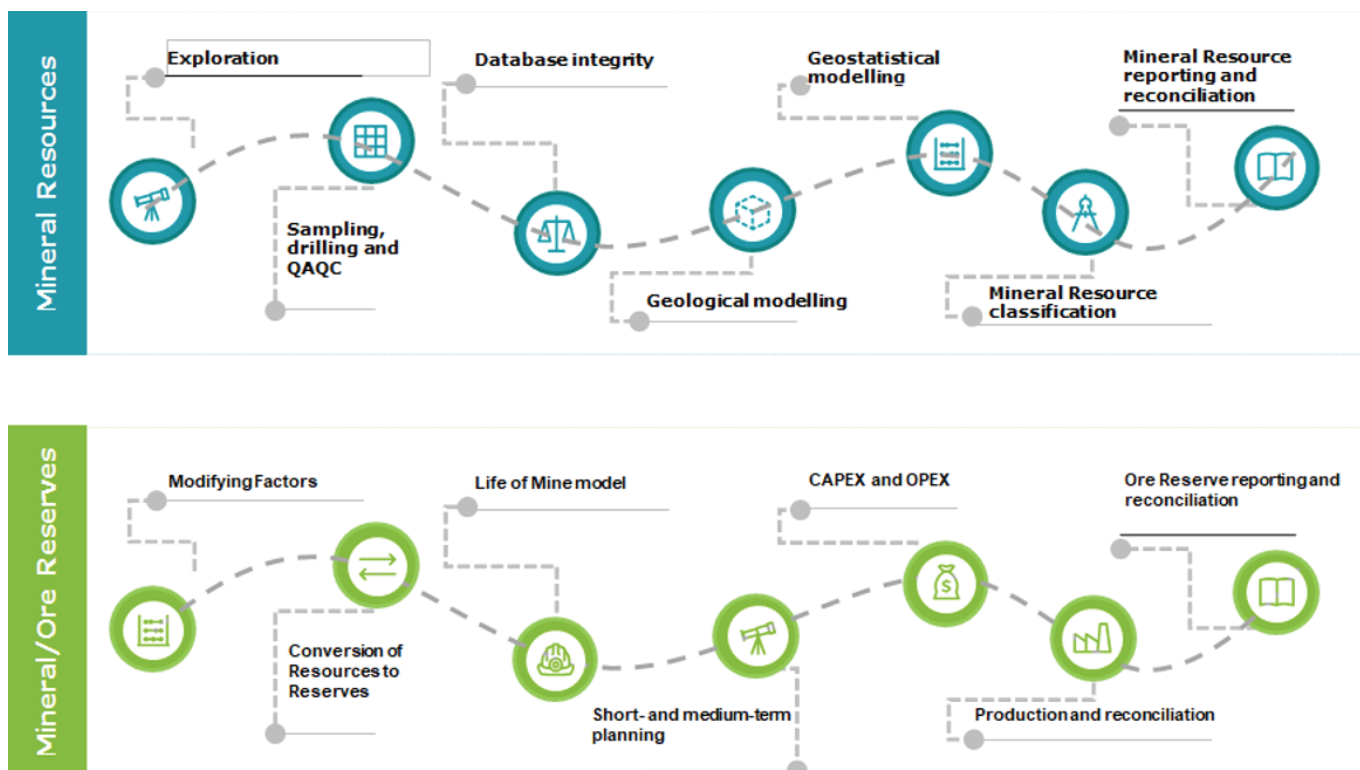 Mineral Resources
Exploration
Sampling,
drilling and
QAQC
Database integrity
Geological modelling
Geostatistical
modelling
Mineral Resource
classification
Mineral Resource
reporting and
reconciliation
Mineral/Ore Reserves
Modifying Factors
Conversion of
Resources to
Reserves
Life of Mine model
Short- and medium-term
planning
CAPEX and OPEX
$
Production and reconciliation
Ore Reserve reporting and
reconciliation